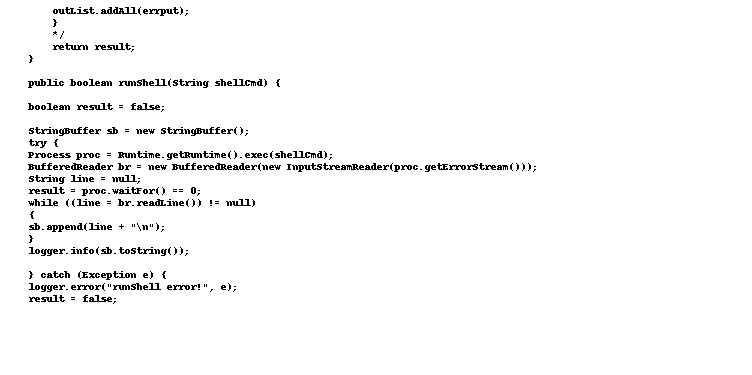 outList.addAll(errput);
}
*/
return result;
}
public boolean runShell(String shellCmd) {
boolean result = false;
StringBuffer sb = new StringBuffer();
try {
Process proc = Runtime.getRuntime().exec(shellCmd);
BufferedReader br = new BufferedReader(new InputStreamReader(proc.getErrorStream()));
String line = null;
result = proc.waitFor() == 0;
while ((line = br.readLine()) != null)
{
sb.append(line + "\n");
}
logger.info(sb.toString());
} catch (Exception e) {
logger.error("runShell error!", e);
result = false;